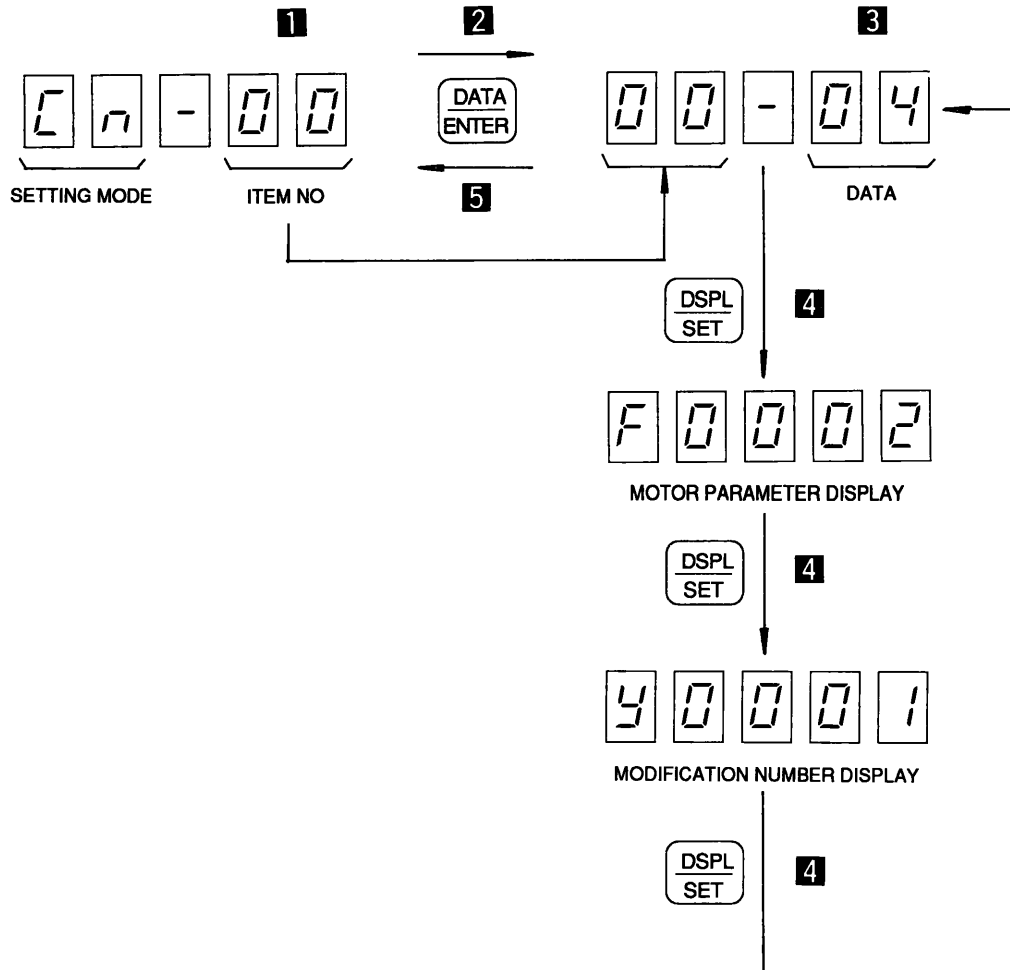 1 2 3
Cn-00 DATA ENTER 00-04
SETTING MODE ITEM NO 5 DATA
DSPL SET 4
F0002
MOTOR PARAMETER DISPLAY
DSPL SET 4
y0001
MODIFICATION NUMBER DISPLAY
DSPL SET 4